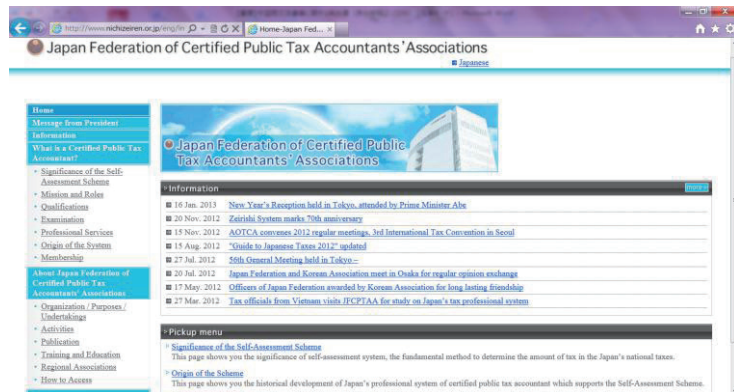 http://www.nichizeiren.or.jp/eng/in
Home-Japan Fed...
Japan Federation of Certified Public Tax Accountants'Associations
Japanese
Home
Message from President
Information
What is a Certified Public Tax
Accountant?
Significance of the Self-
Assessment Scheme
Mission and Roles
Qualifications
Examination
Professional Services
Origin of the System
Membership
About Japan Federation of
Certified Public Tax
Accountants' Associations
Organization / Purposes /
Undertakings
Activities
Publication
Training and Education
Regional Associations
How to Access
Japan Federation of Certified Public
Tax Accountants' Associations
Information
more
16 Jan. 2013 New Year's Reception held in Tokyo, attended by Prime Minister Abe
20 Nov. 2012 Zeirishi System marks 70th anniversary
15 Nov. 2012 AOTCA convenes 2012 regular meetings, 3rd International Tax Convention in Seoul
15 Aug. 2012 "Guide to Japanese Taxes 2012" updated
27 Jul. 2012 56th General Meeting held in Tokyo –
20 Jul. 2012 Japan Federation and Korean Association meet in Osaka for regular opinion exchange
17 May. 2012 Officers of Japan Federation awarded by Korean Association for long lasting friendship
27 Mar. 2012 Tax officials from Vietnam visits JFCPTAA for study on Japan's tax professional system
Pickup menu
Significance of the Self-Assessment Scheme
This page shows you the significance of self-assessment system, the fundamental method to determine the amount of tax in the Japan's national taxes.
Origin of the Scheme
This page shows you the historical development of Japan's professional system of certified public tax accountant which supports the Self-Assessment Scheme.